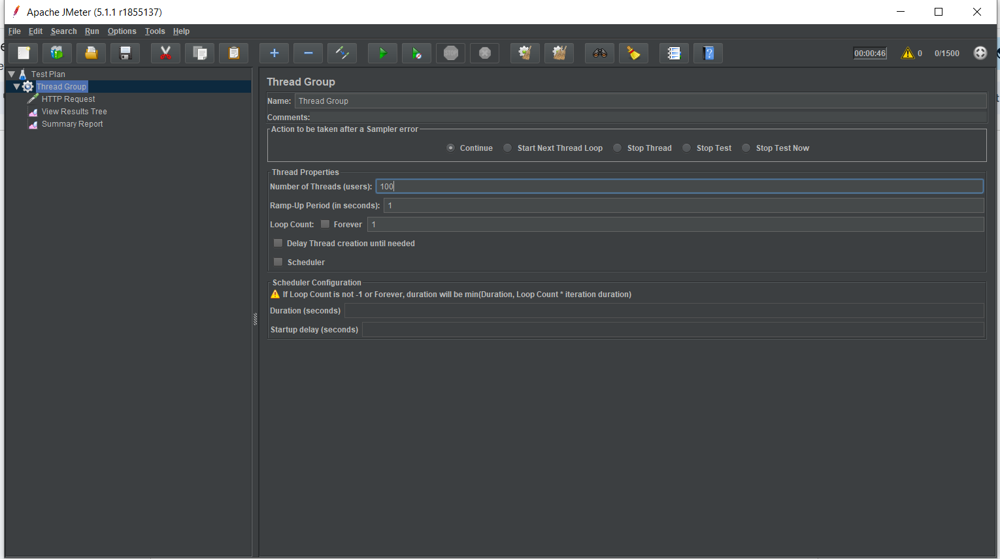 Apache JMeter (5.1.1 r1855137)
File Edit Search Run Options Tools Help
STOP
00:00:46 0 0/1500
Test Plan
Thread Group
HTTP Request
View Results Tree
Summary Report
Thread Group
Name: Thread Group
Comments:
Action to be taken after a Sampler error
Continue Start Next Thread Loop Stop Thread Stop Test Stop Test Now
Thread Properties
Number of Threads (users): 100
Ramp-Up Period (in seconds): 1
Loop Count: Forever 1
Delay Thread creation until needed
Scheduler
Scheduler Configuration
If Loop Count is not -1 or Forever, duration will be min(Duration, Loop Count * iteration duration)
Duration (seconds)
Startup delay (seconds)